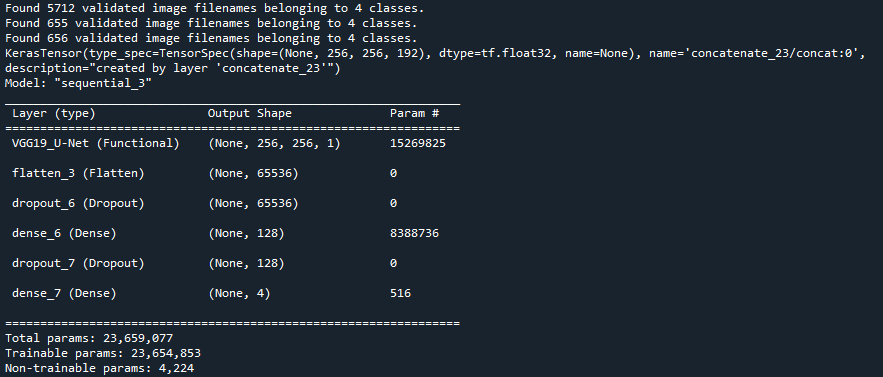 Found 5712 validated image filenames belonging to 4 classes.
Found 655 validated image filenames belonging to 4 classes.
Found 656 validated image filenames belonging to 4 classes.
KerasTensor(type_spec=TensorSpec(shape=(None, 256, 256, 192), dtype=tf.float32, name=None), name='concatenate_23/concat:0',
description="created by layer 'concatenate_23'")
Model: "sequential_3"
_________________________________________________________________
Layer (type) Output Shape Param #
=================================================================
VGG19_U-Net (Functional) (None, 256, 256, 1) 15269825
flatten_3 (Flatten) (None, 65536) 0
dropout_6 (Dropout) (None, 65536) 0
dense_6 (Dense) (None, 128) 8388736
dropout_7 (Dropout) (None, 128) 0
dense_7 (Dense) (None, 4) 516
=================================================================
Total params: 23,659,077
Trainable params: 23,654,853
Non-trainable params: 4,224